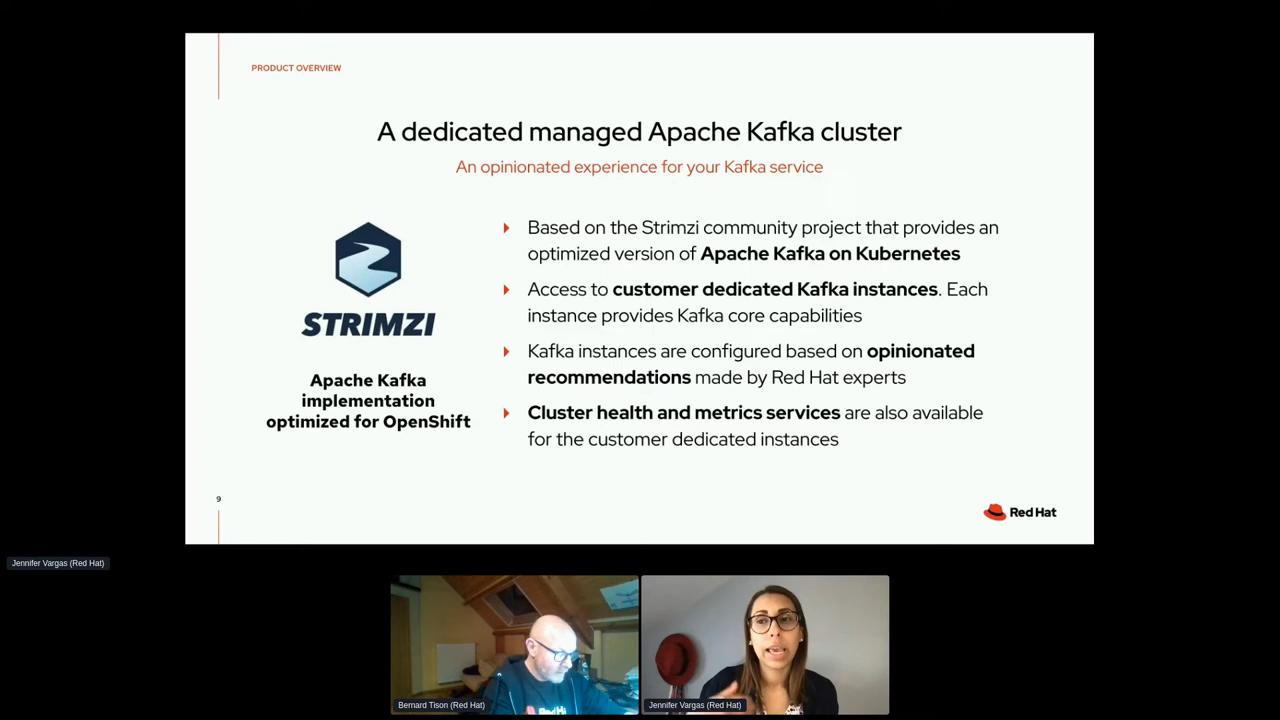 PRODUCT OVERVIEW
A dedicated managed Apache Kafka cluster
An opinionated experience for your Kafka service
STRIMZI
Apache Kafka
implementation
optimized for OpenShift
Based on the Strimzi community project that provides an
optimized version of Apache Kafka on Kubernetes
Access to customer dedicated Kafka instances. Each
instance provides Kafka core capabilities
Kafka instances are configured based on opinionated
recommendations made by Red Hat experts
Cluster health and metrics services are also available
for the customer dedicated instances
9
Red Hat
Jennifer Vargas (Red Hat)
Bernard Tison (Red Hat)
Jennifer Vargas (Red Hat)